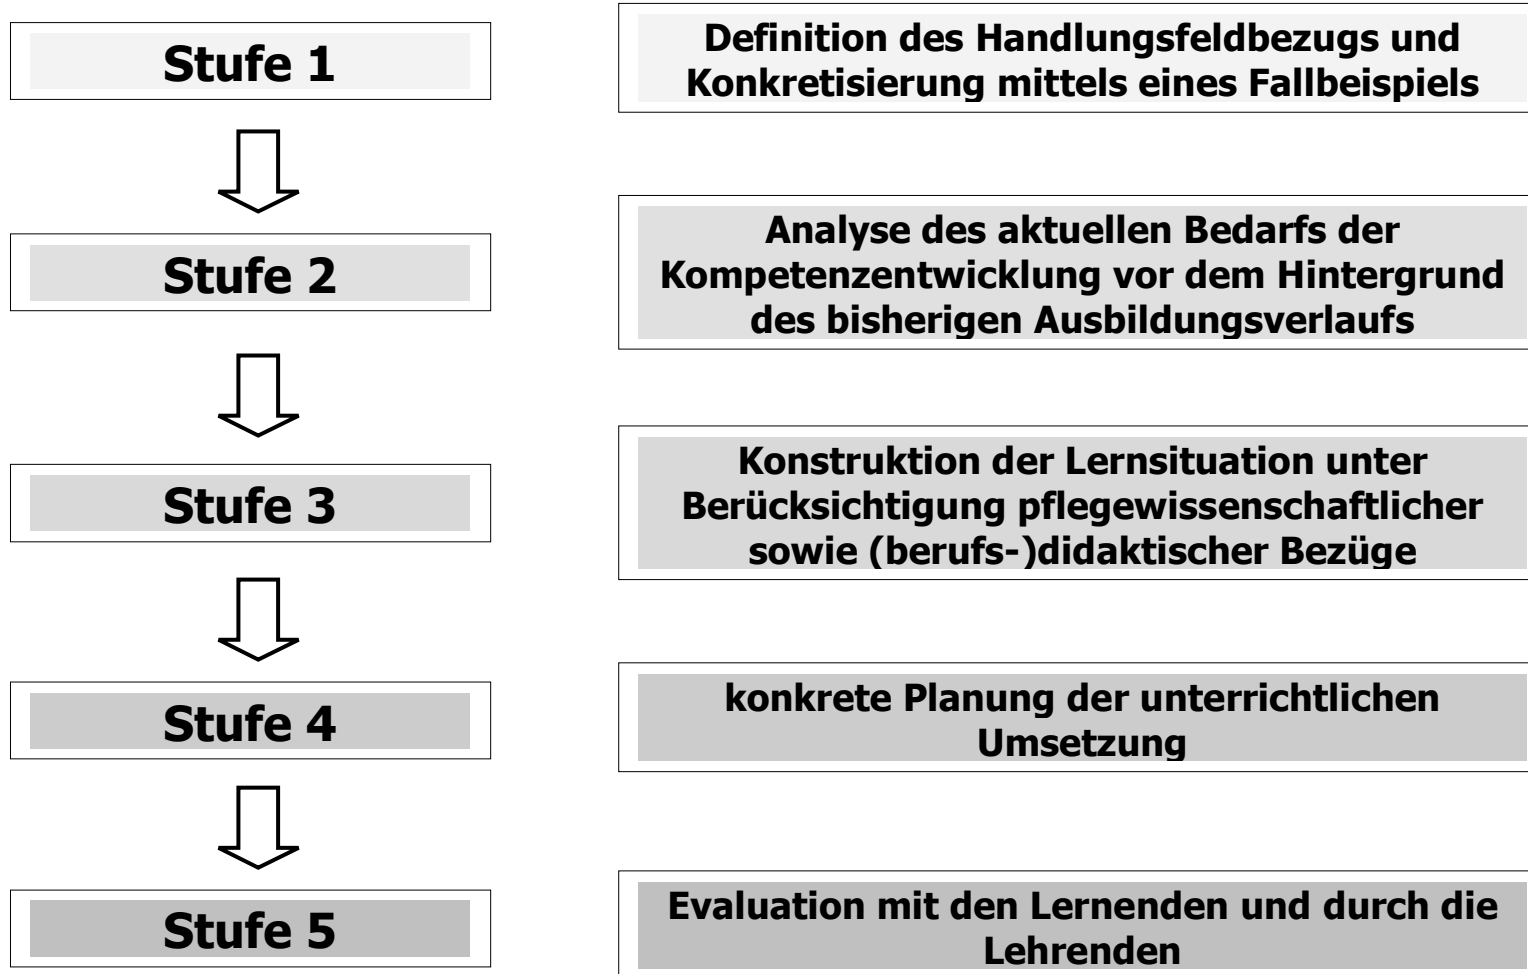 Stufe 1
Definition des Handlungsfeldbezugs und
Konkretisierung mittels eines Fallbeispiels
Stufe 2
Analyse des aktuellen Bedarfs der
Kompetenzentwicklung vor dem Hintergrund
des bisherigen Ausbildungsverlaufs
Stufe 3
Konstruktion der Lernsituation unter
Berücksichtigung pflegewissenschaftlicher
sowie (berufs-)didaktischer Bezüge
Stufe 4
konkrete Planung der unterrichtlichen
Umsetzung
Stufe 5
Evaluation mit den Lernenden und durch die
Lehrenden